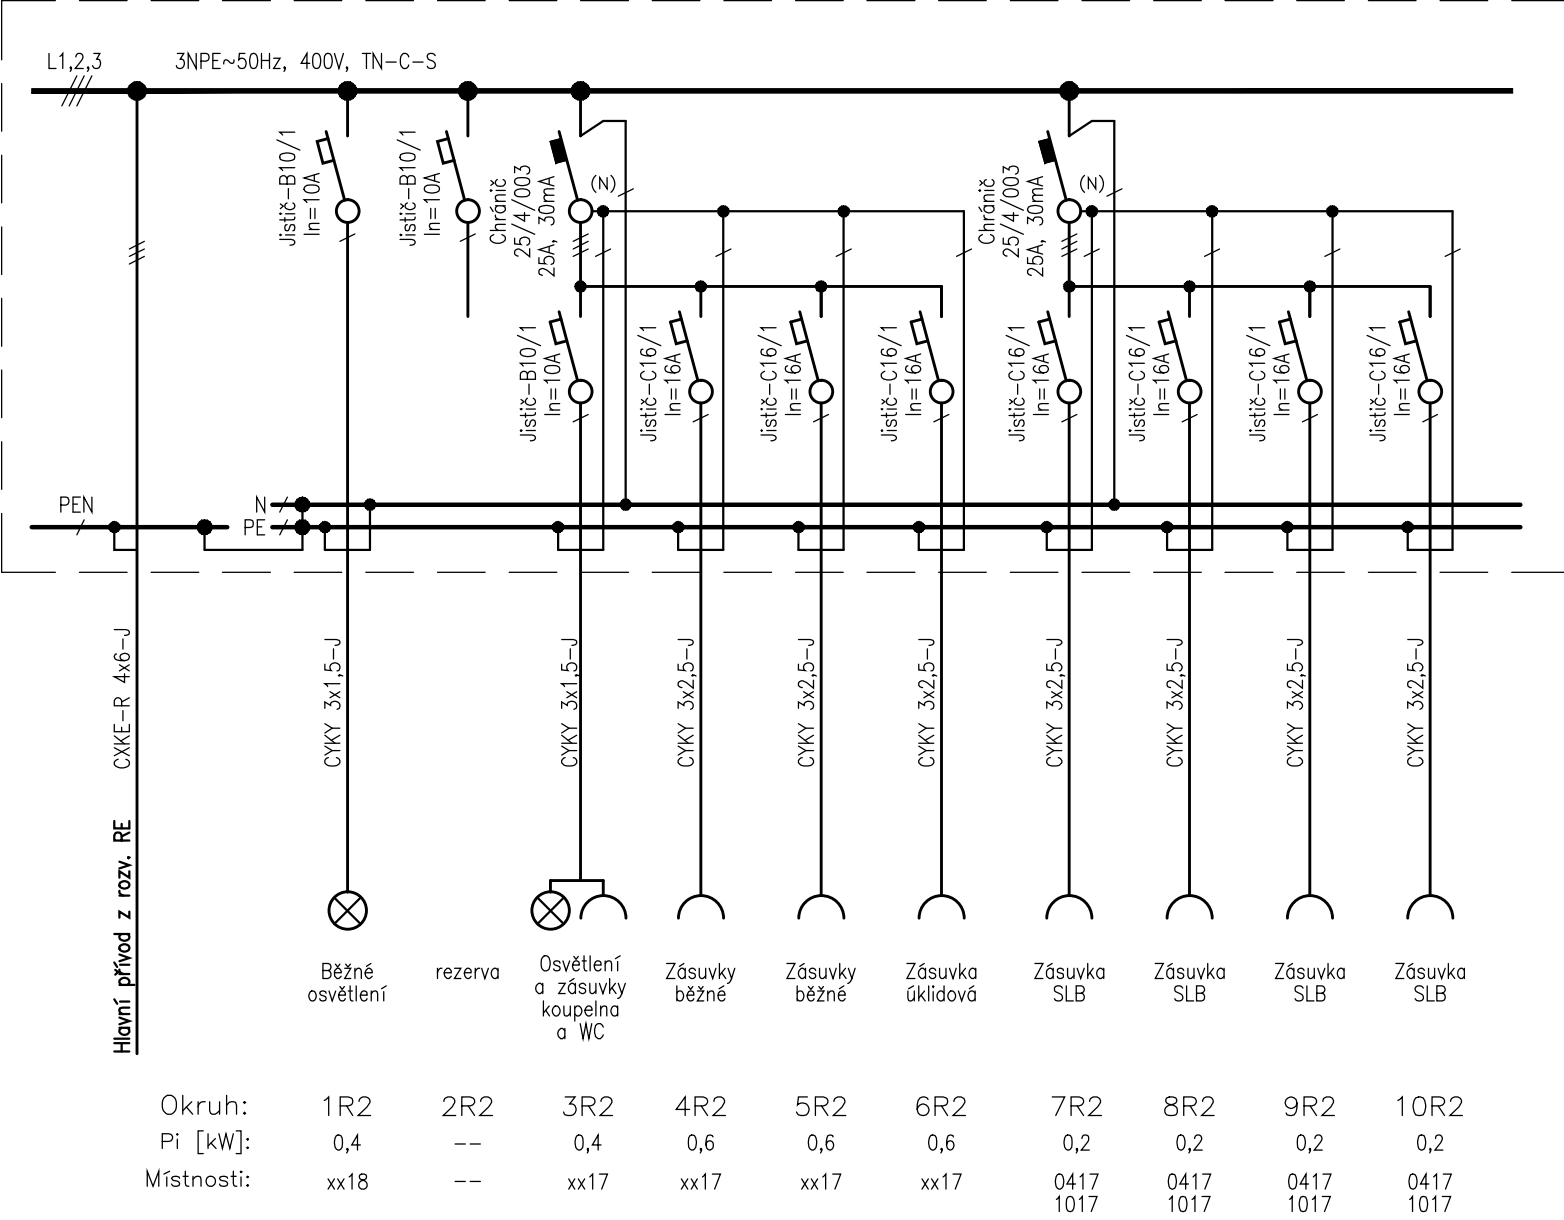 L1,2,3
3NPE~50Hz, 400V, TN-C-S
Jistič-B10/1
In=10A
Jistič-B10/1
In=10A
Chránič
25/4/003
25A, 30mA
(N)
Chránič
25/4/003
25A, 30mA
(N)
Jistič-B10/1
In=10A
Jistič-C16/1
In=16A
Jistič-C16/1
In=16A
Jistič-C16/1
In=16A
Jistič-C16/1
In=16A
Jistič-C16/1
In=16A
Jistič-C16/1
In=16A
Jistič-C16/1
In=16A
PEN
N
PE
Hlavní přívod z rozv. RE
CXKE-R 4x6-J
CYKY 3x1,5-J
CYKY 3x1,5-J
CYKY 3x2,5-J
CYKY 3x2,5-J
CYKY 3x2,5-J
CYKY 3x2,5-J
CYKY 3x2,5-J
CYKY 3x2,5-J
CYKY 3x2,5-J
Běžné
osvětlení
rezerva
Osvětlení
a zásuvky
koupelna
a WC
Zásuvky
běžné
Zásuvky
běžné
Zásuvka
úklidová
Zásuvka
SLB
Zásuvka
SLB
Zásuvka
SLB
Zásuvka
SLB
Okruh: 1R2 2R2 3R2 4R2 5R2 6R2 7R2 8R2 9R2 10R2
Pi [kW]: 0,4 -- 0,4 0,6 0,6 0,6 0,2 0,2 0,2 0,2
Místnosti: xx18 -- xx17 xx17 xx17 xx17 0417 0417 0417 0417
1017 1017 1017 1017